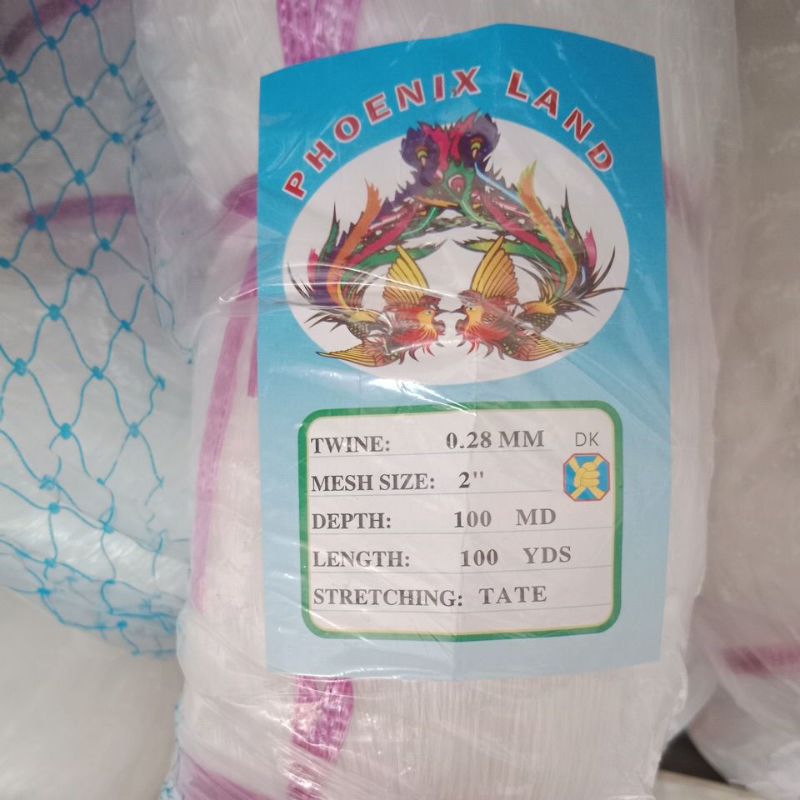 PHOENIX LAND
TWINE: 0.28 MM DK
MESH SIZE: 2"
DEPTH: 100 MD
LENGTH: 100 YDS
STRETCHING: TATE